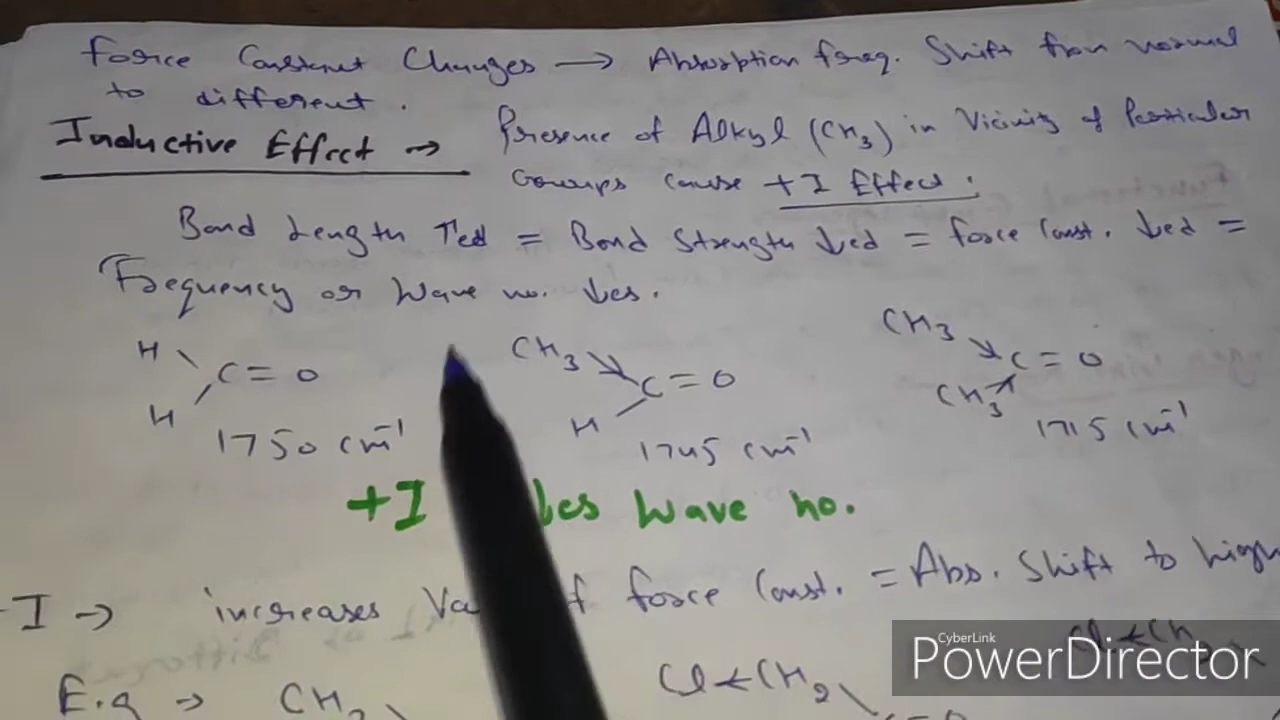 Force Constant Changes → Absorption freq. Shift from normal
to different.
Inductive Effect → Presence of Alkyl (CH3) in Vicinity of Particular
Groups cause +I Effect.
Bond Length ↑ed = Bond Strength ↓ed = force Const. ↓ed =
Frequency or Wave no. ↓es.
H CH3 CH3
C=O C=O C=O
H H CH3
1750 cm⁻¹ 1745 cm⁻¹ 1715 cm⁻¹
+I ↓es Wave no.
-I → increases of force Const. = Abs. Shift to
E.g → CH Cl←CH2
CyberLink
PowerDirector